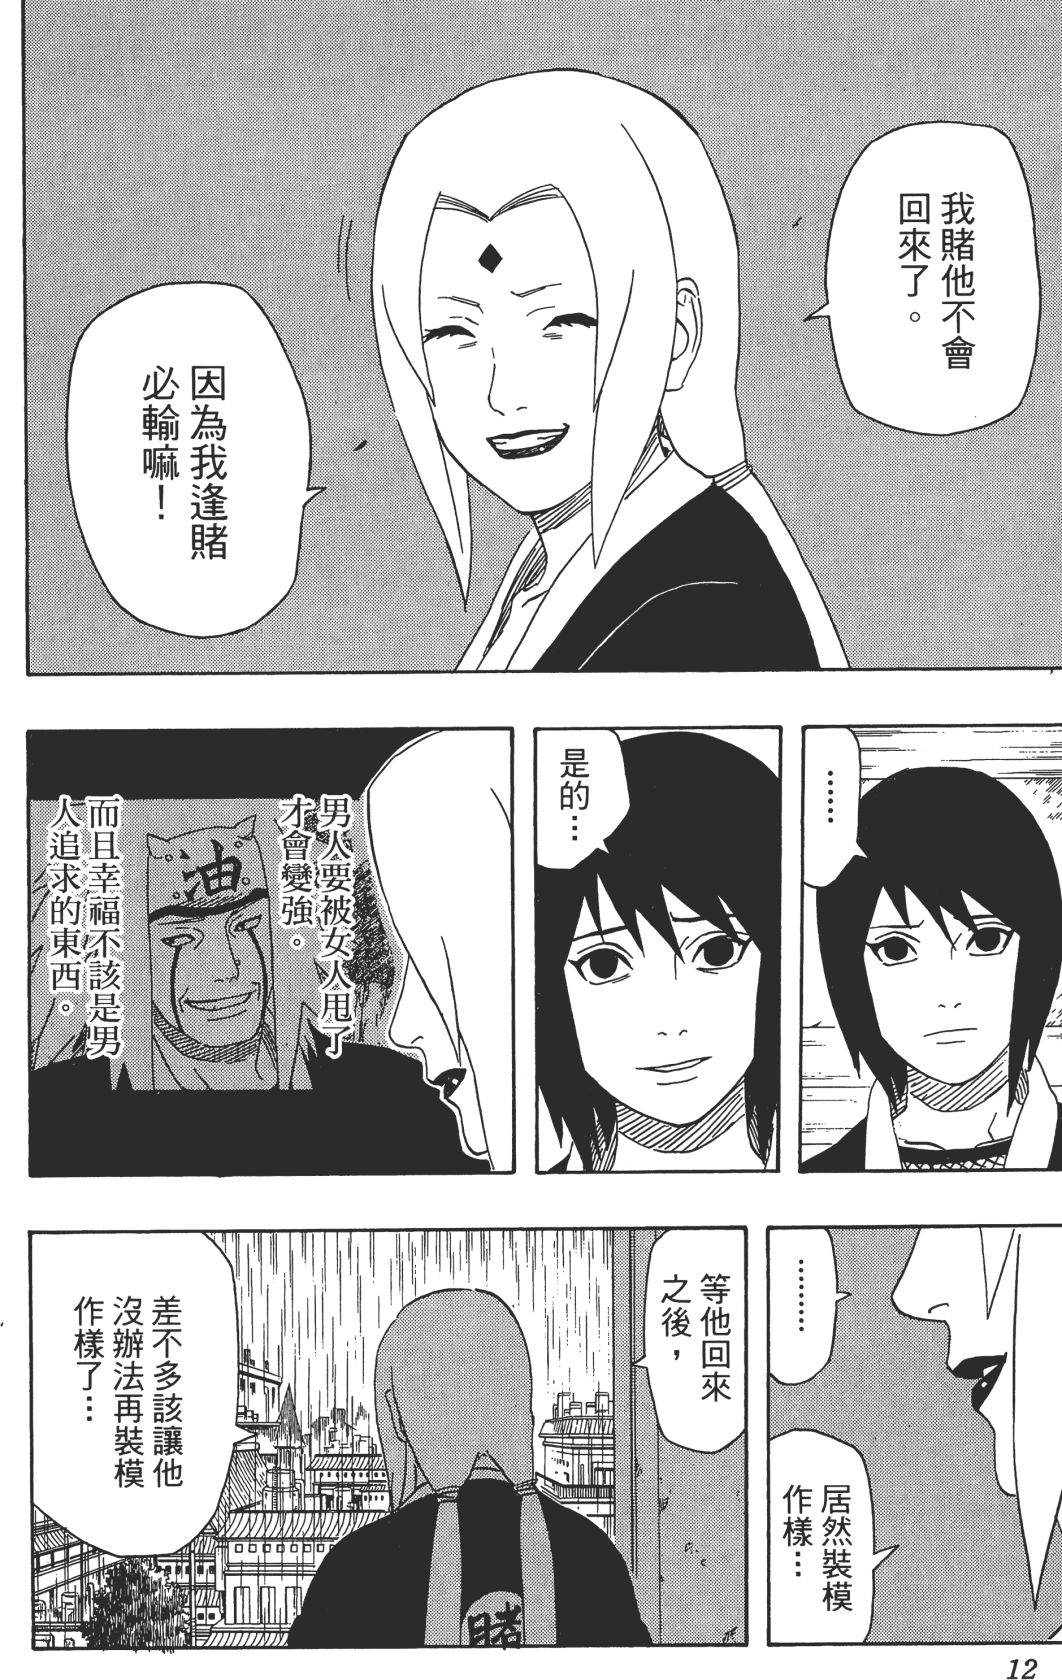 我賭他不會
回來了。
因為我逢賭
必輸嘛！
………
是的…
男人要被女人甩了
才會變強。
而且幸福不該是男
人追求的東西。
油
………
居然裝模
作樣…
等他回來
之後，
差不多該讓他
沒辦法再裝模
作樣了…
賭
12